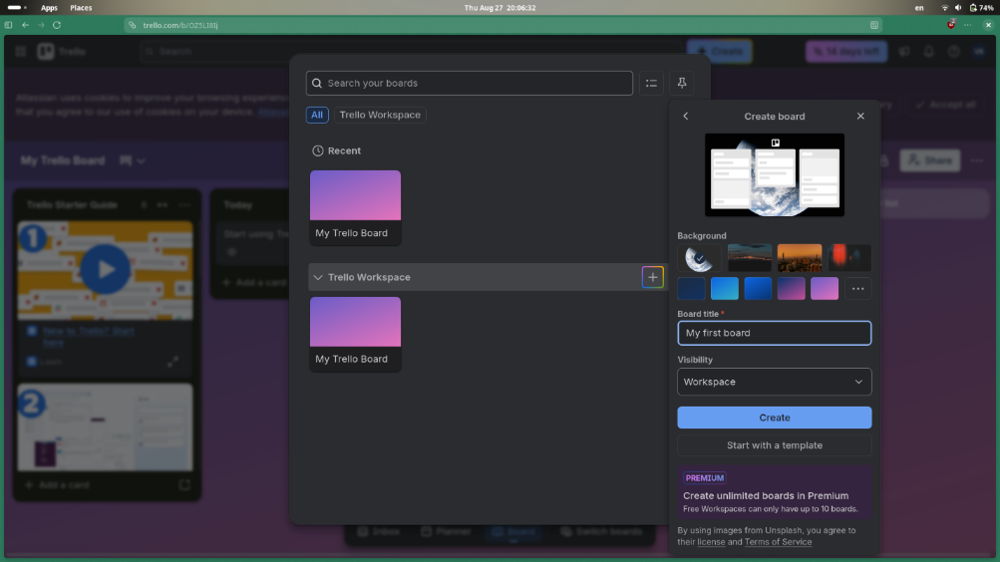 Apps Places
Thu Aug 27 20:06:32
en
74%
trello.com/b/OZ5LI8Ij
Trello
Search
Create
14 days left
Atlassian uses cookies to improve your browsing
that you agree to our use of cookies on your device.
Accept all
My Trello Board
Share
Trello Starter Guide
New to Trello? Start
here
Learn
Add a card
Today
Add a card
Search your boards
All
Trello Workspace
Recent
My Trello Board
Trello Workspace
My Trello Board
Create board
Background
Board title *
My first board
Visibility
Workspace
Create
Start with a template
PREMIUM
Create unlimited boards in Premium
Free Workspaces can only have up to 10 boards.
By using images from Unsplash, you agree to
their license and Terms of Service
Inbox
Planner
Board
Switch boards